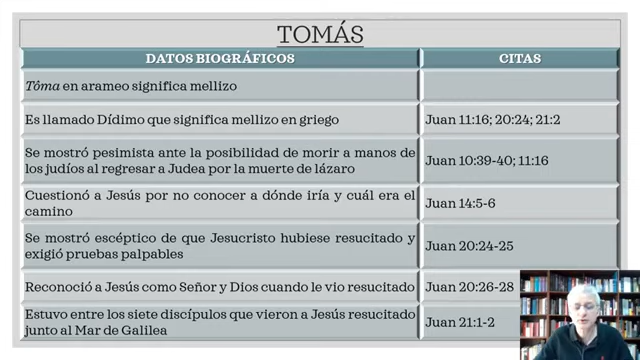 TOMÁS
DATOS BIOGRÁFICOS
CITAS
Tôma en arameo significa mellizo
Es llamado Dídimo que significa mellizo en griego
Juan 11:16; 20:24; 21:2
Se mostró pesimista ante la posibilidad de morir a manos de
los judíos al regresar a Judea por la muerte de lázaro
Juan 10:39-40; 11:16
Cuestionó a Jesús por no conocer a dónde iría y cuál era el
camino
Juan 14:5-6
Se mostró escéptico de que Jesucristo hubiese resucitado y
exigió pruebas palpables
Juan 20:24-25
Reconoció a Jesús como Señor y Dios cuando le vio resucitado
Juan 20:26-28
Estuvo entre los siete discípulos que vieron a Jesús resucitado
junto al Mar de Galilea
Juan 21:1-2